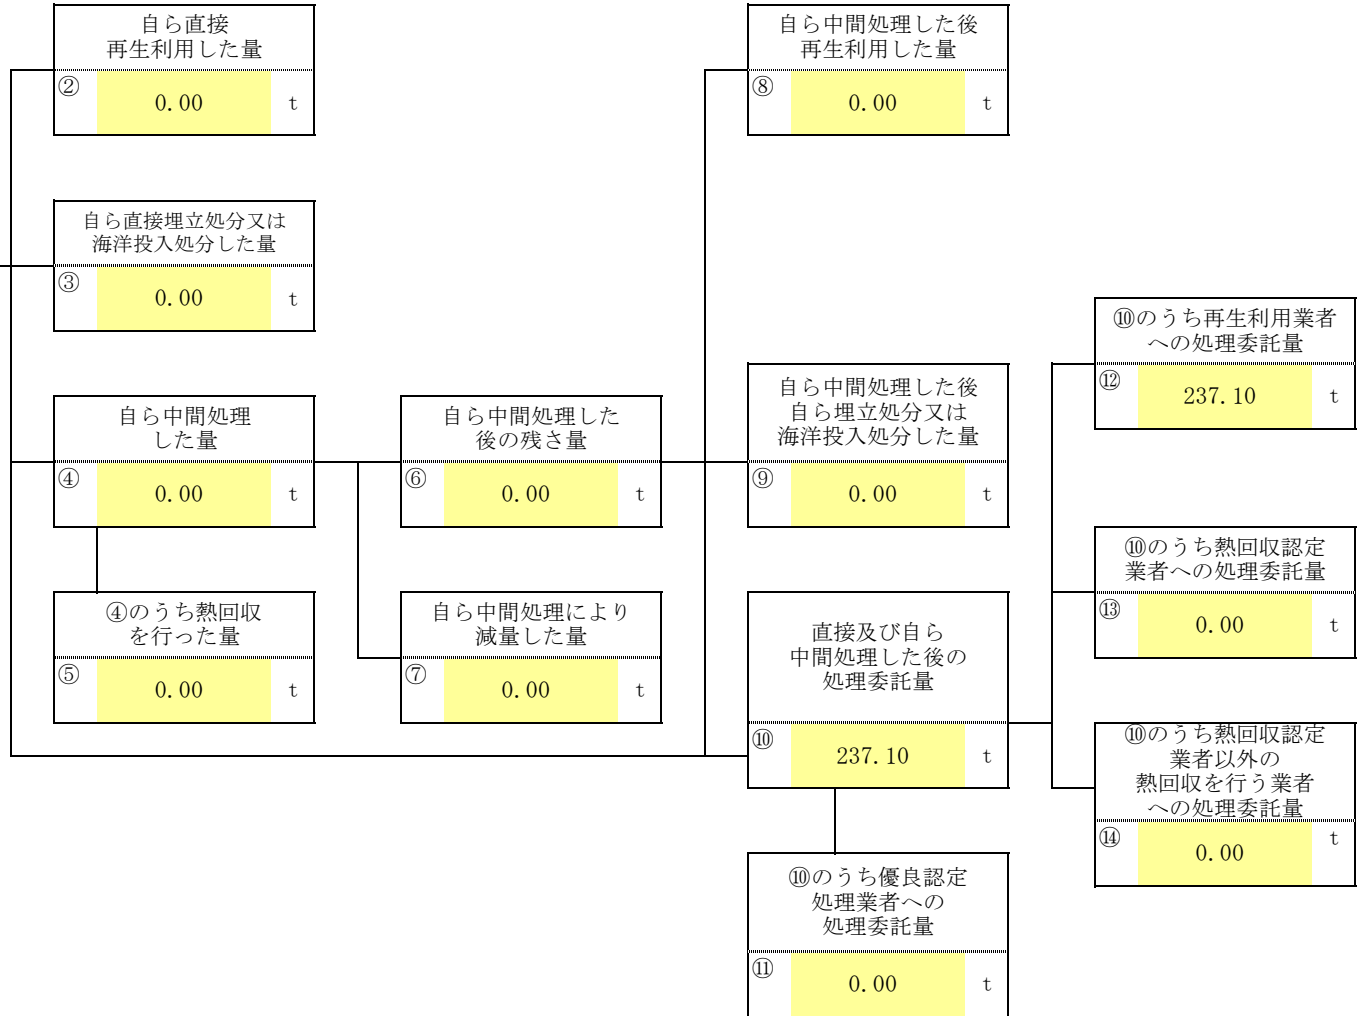 自ら直接
再生利用した量
②
0.00
t
自ら中間処理した後
再生利用した量
⑧
0.00
t
自ら直接埋立処分又は
海洋投入処分した量
③
0.00
t
⑩のうち再生利用業者
への処理委託量
⑫
237.10
t
自ら中間処理
した量
④
0.00
t
自ら中間処理した
後の残さ量
⑥
0.00
t
自ら中間処理した後
自ら埋立処分又は
海洋投入処分した量
⑨
0.00
t
⑩のうち熱回収認定
業者への処理委託量
⑬
0.00
t
④のうち熱回収
を行った量
⑤
0.00
t
自ら中間処理により
減量した量
⑦
0.00
t
直接及び自ら
中間処理した後の
処理委託量
⑩
237.10
t
⑩のうち熱回収認定
業者以外の
熱回収を行う業者
への処理委託量
⑭
0.00
t
⑩のうち優良認定
処理業者への
処理委託量
⑪
0.00
t